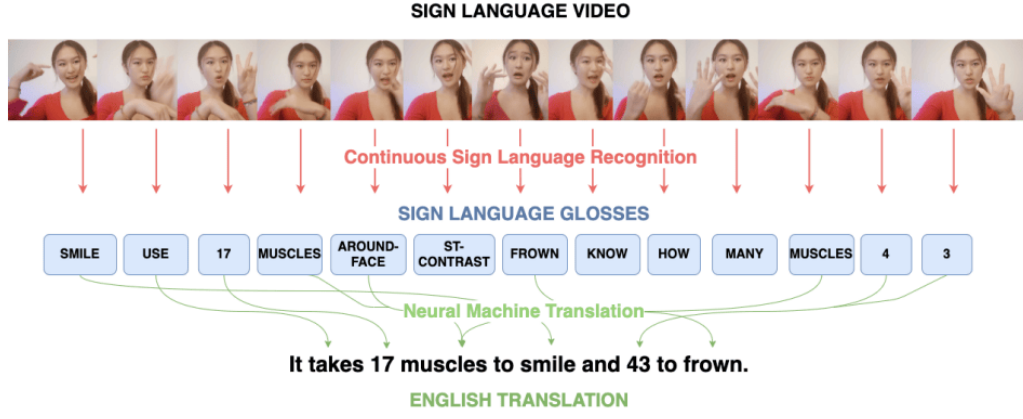 SIGN LANGUAGE VIDEO
Continuous Sign Language Recognition
SIGN LANGUAGE GLOSSES
SMILE
USE
17
MUSCLES
AROUND-
FACE
ST-
CONTRAST
FROWN
KNOW
HOW
MANY
MUSCLES
4
3
Neural Machine Translation
It takes 17 muscles to smile and 43 to frown.
ENGLISH TRANSLATION